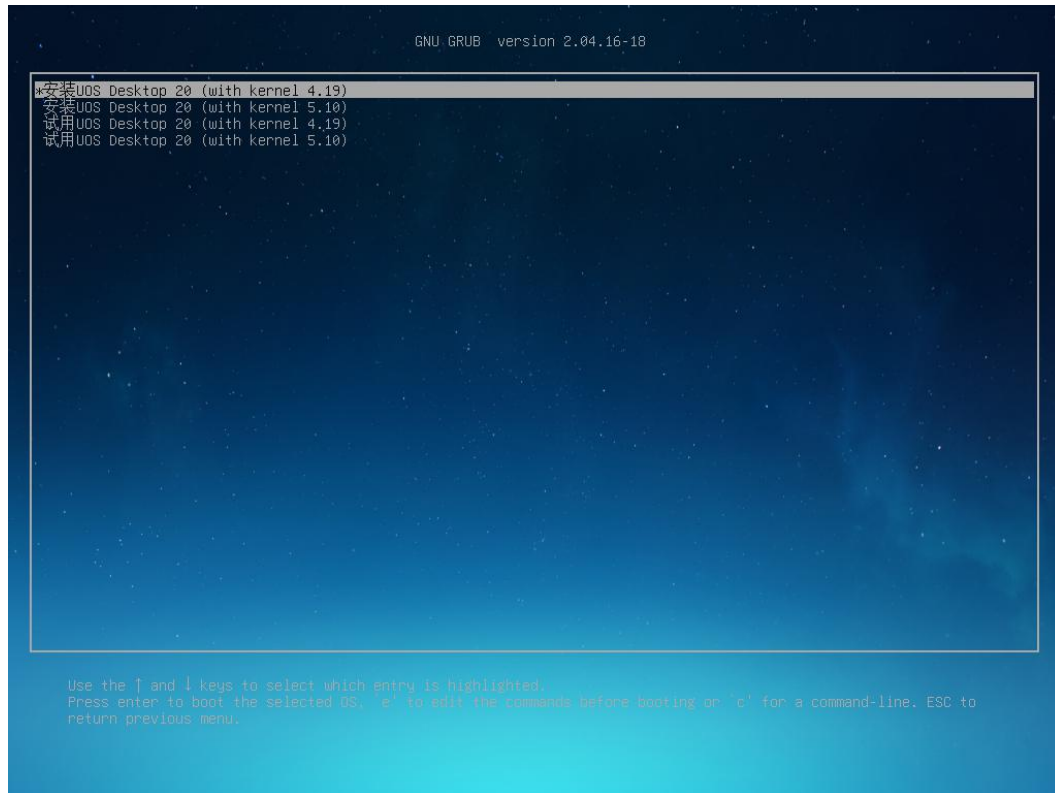 GNU GRUB version 2.04.16-18
*安装UOS Desktop 20 (with kernel 4.19)
安装UOS Desktop 20 (with kernel 5.10)
试用UOS Desktop 20 (with kernel 4.19)
试用UOS Desktop 20 (with kernel 5.10)
Use the ↑ and ↓ keys to select which entry is highlighted.
Press enter to boot the selected OS, `e' to edit the commands before booting or `c' for a command-line. ESC to
return previous menu.